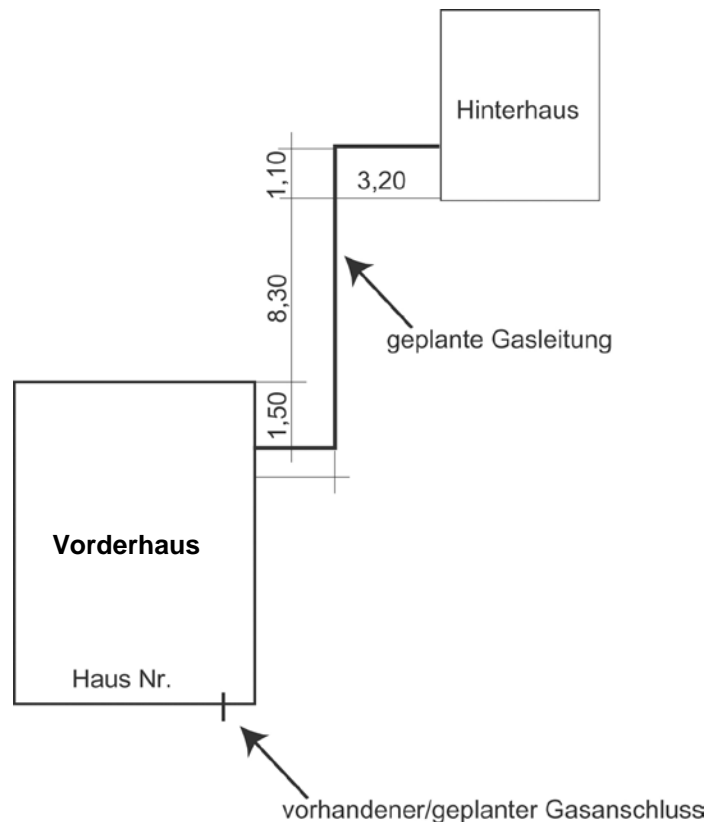 Hinterhaus
1,10
3,20
8,30
geplante Gasleitung
1,50
Vorderhaus
Haus Nr.
vorhandener/geplanter Gasanschluss